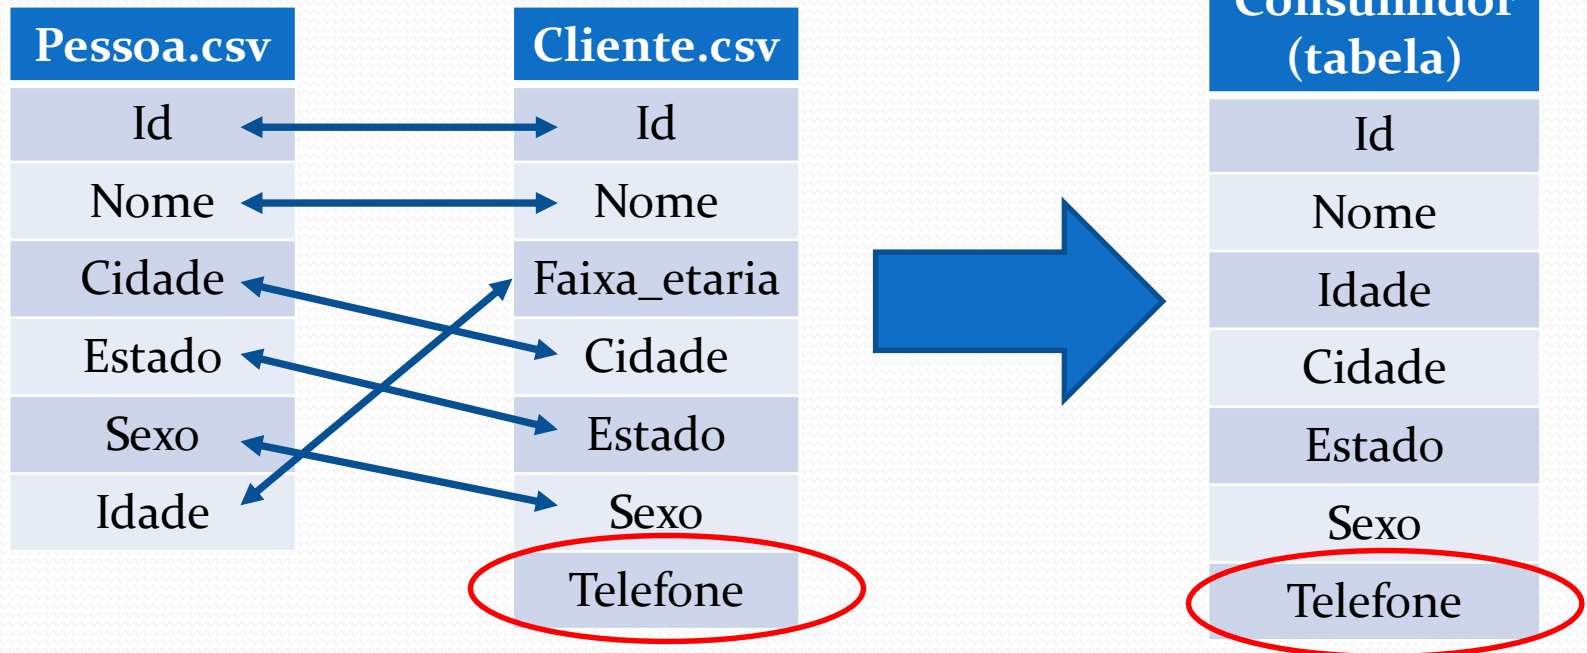 Pessoa.csv
Id
Nome
Cidade
Estado
Sexo
Idade
Cliente.csv
Id
Nome
Faixa_etaria
Cidade
Estado
Sexo
Telefone
Consumidor
(tabela)
Id
Nome
Idade
Cidade
Estado
Sexo
Telefone